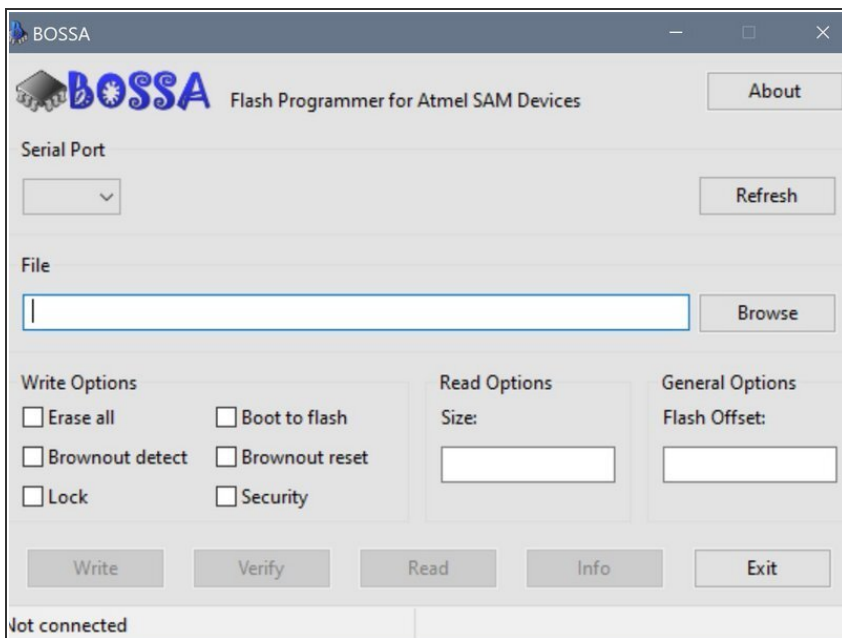 BOSSA
BOSSA Flash Programmer for Atmel SAM Devices About
Serial Port
Refresh
File
Browse
Write Options Read Options General Options
Erase all Boot to flash Size: Flash Offset:
Brownout detect Brownout reset
Lock Security
Write Verify Read Info Exit
Not connected